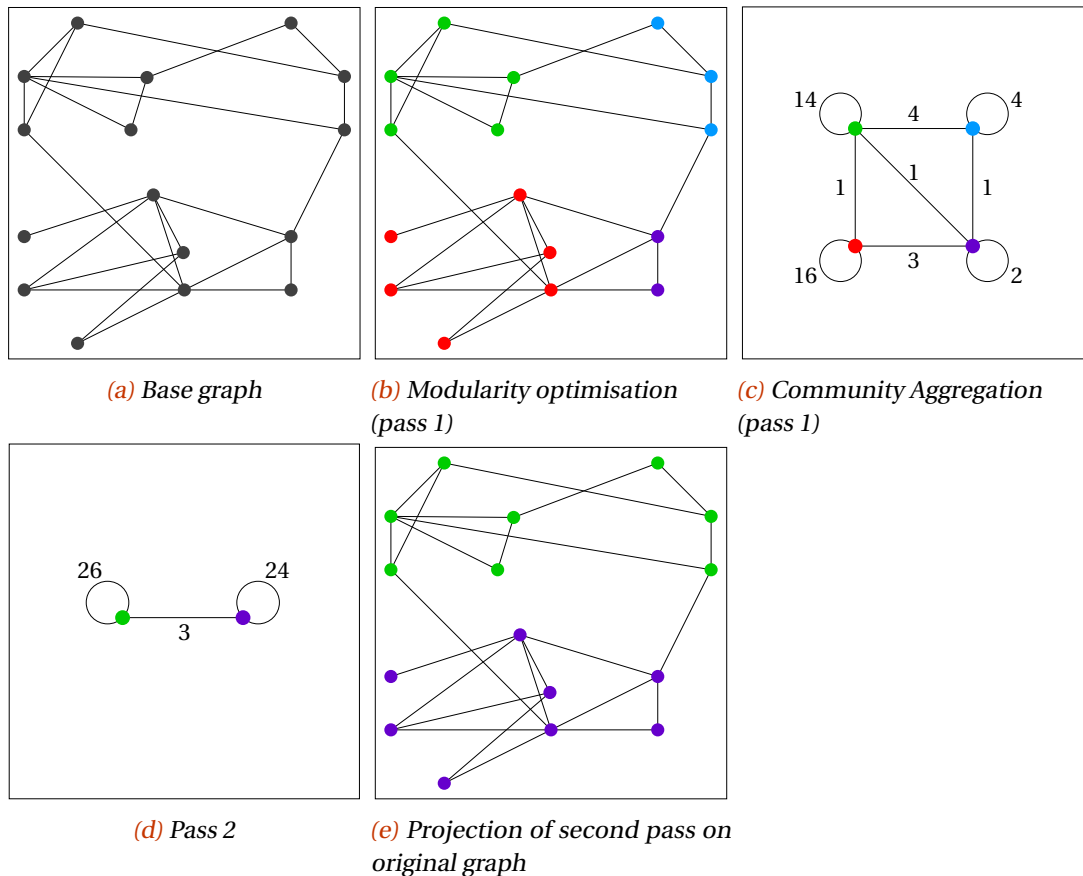 (a) Base graph
(b) Modularity optimisation
(pass 1)
14
4
4
1
1
1
16
3
2
(c) Community Aggregation
(pass 1)
26
24
3
(d) Pass 2
(e) Projection of second pass on
original graph